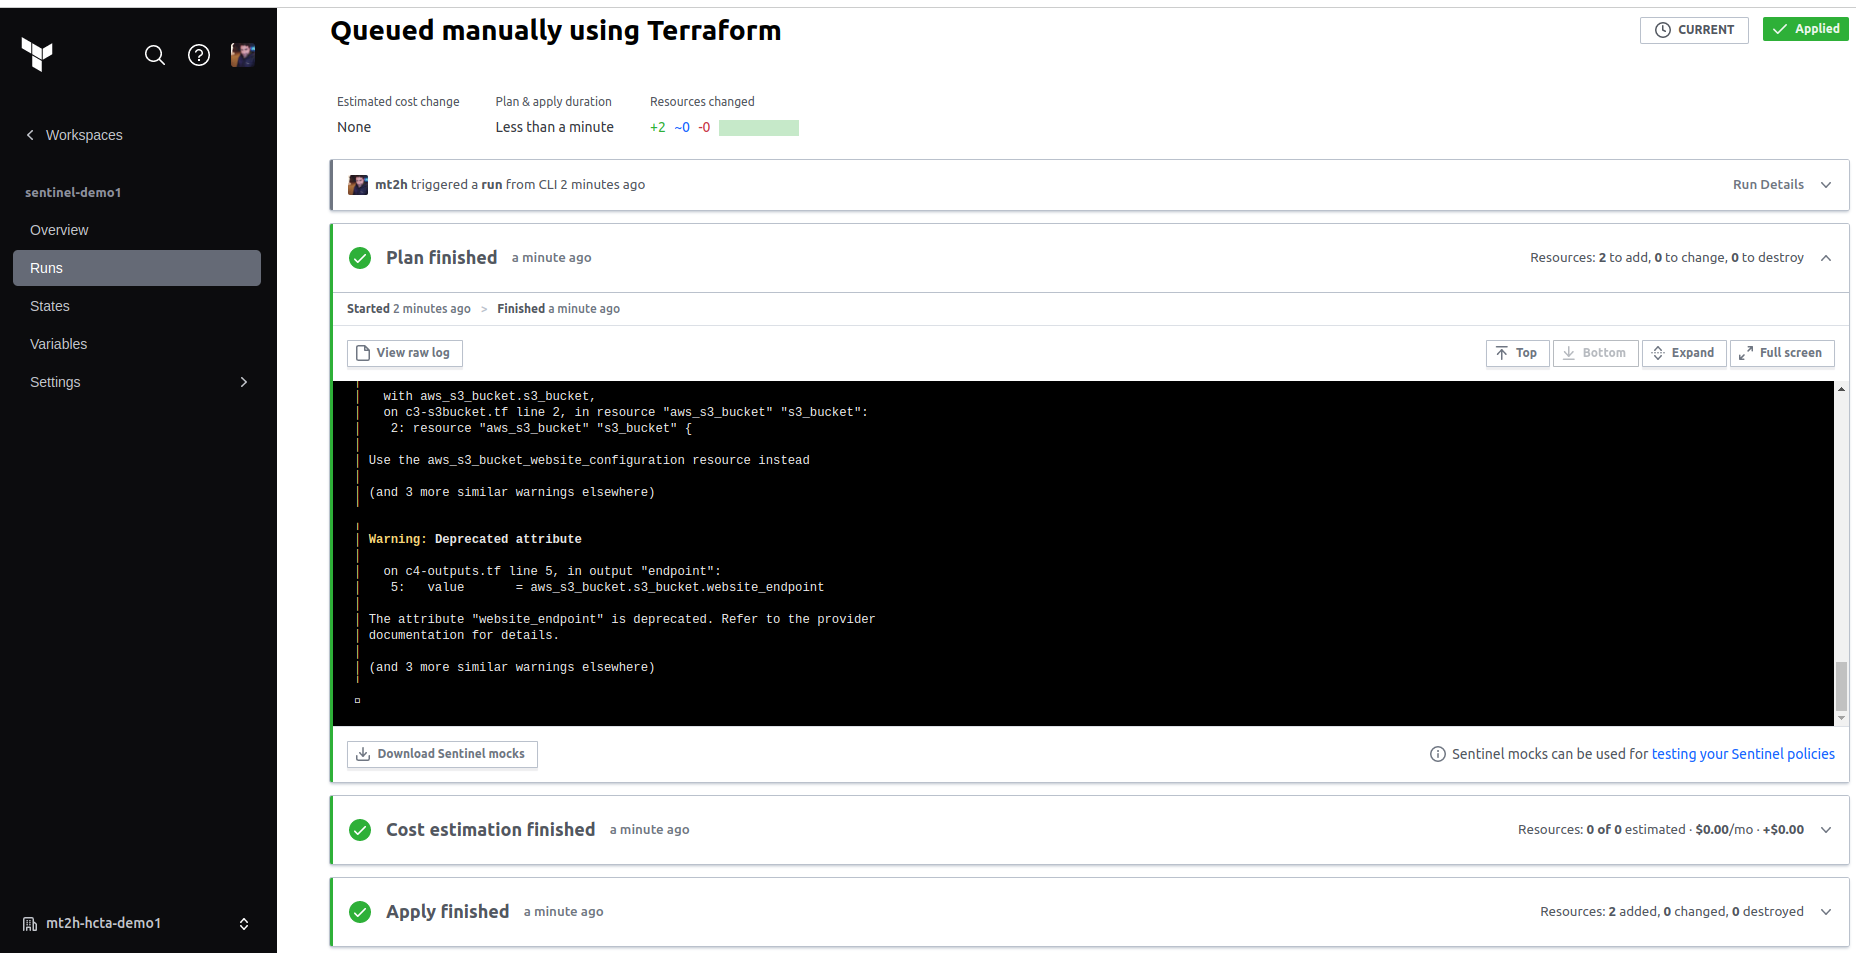 Queued manually using Terraform
CURRENT
Applied
Estimated cost change
Plan & apply duration
Resources changed
None
Less than a minute
+2 ~0 -0
Workspaces
sentinel-demo1
Overview
Runs
States
Variables
Settings
mt2h-hcta-demo1
mt2h triggered a run from CLI 2 minutes ago
Run Details
Plan finished a minute ago
Resources: 2 to add, 0 to change, 0 to destroy
Started 2 minutes ago > Finished a minute ago
View raw log
Top
Bottom
Expand
Full screen
with aws_s3_bucket.s3_bucket,
on c3-s3bucket.tf line 2, in resource "aws_s3_bucket" "s3_bucket":
2: resource "aws_s3_bucket" "s3_bucket" {
Use the aws_s3_bucket_website_configuration resource instead
(and 3 more similar warnings elsewhere)
Warning: Deprecated attribute
on c4-outputs.tf line 5, in output "endpoint":
5:   value       = aws_s3_bucket.s3_bucket.website_endpoint
The attribute "website_endpoint" is deprecated. Refer to the provider
documentation for details.
(and 3 more similar warnings elsewhere)
Download Sentinel mocks
Sentinel mocks can be used for testing your Sentinel policies
Cost estimation finished a minute ago
Resources: 0 of 0 estimated · $0.00/mo · +$0.00
Apply finished a minute ago
Resources: 2 added, 0 changed, 0 destroyed